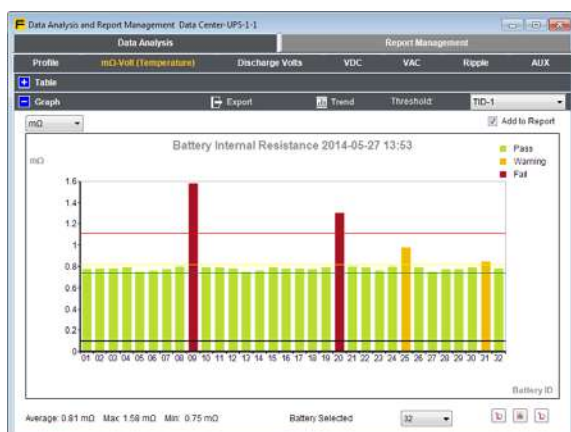 Data Analysis and Report Management Data Center-UPS-1-1
Data Analysis Report Management
Profile mΩ-Volt (Temperature) Discharge Volts VDC VAC Ripple AUX
Table
Graph Export Trend Threshold: TID-1
mΩ Add to Report
Battery Internal Resistance 2014-05-27 13:53
mΩ
Pass
Warning
Fail
1.6
1.4
1.2
1
0.8
0.6
0.4
0.2
0
01 02 03 04 05 06 07 08 09 10 11 12 13 14 15 16 17 18 19 20 21 22 23 24 25 26 27 28 29 30 31 32
Battery ID
Average: 0.81 mΩ Max: 1.58 mΩ Min: 0.75 mΩ Battery Selected 32